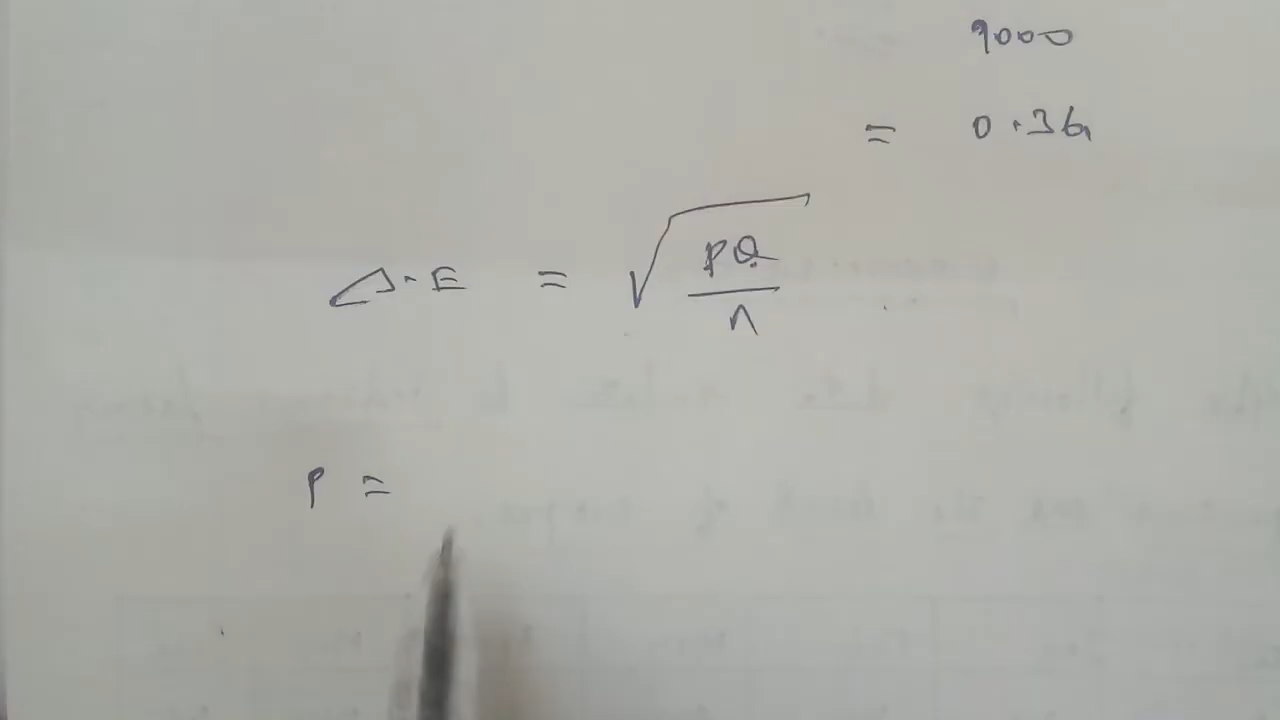 9000
= 0.36
S.E = √(PQ/n)
P =